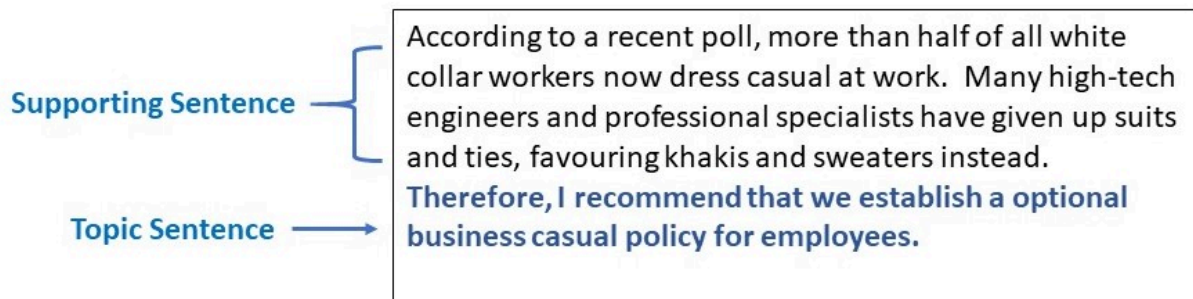 According to a recent poll, more than half of all white
collar workers now dress casual at work.  Many high-tech
engineers and professional specialists have given up suits
and ties, favouring khakis and sweaters instead.
Therefore, I recommend that we establish a optional
business casual policy for employees.
Supporting Sentence
Topic Sentence